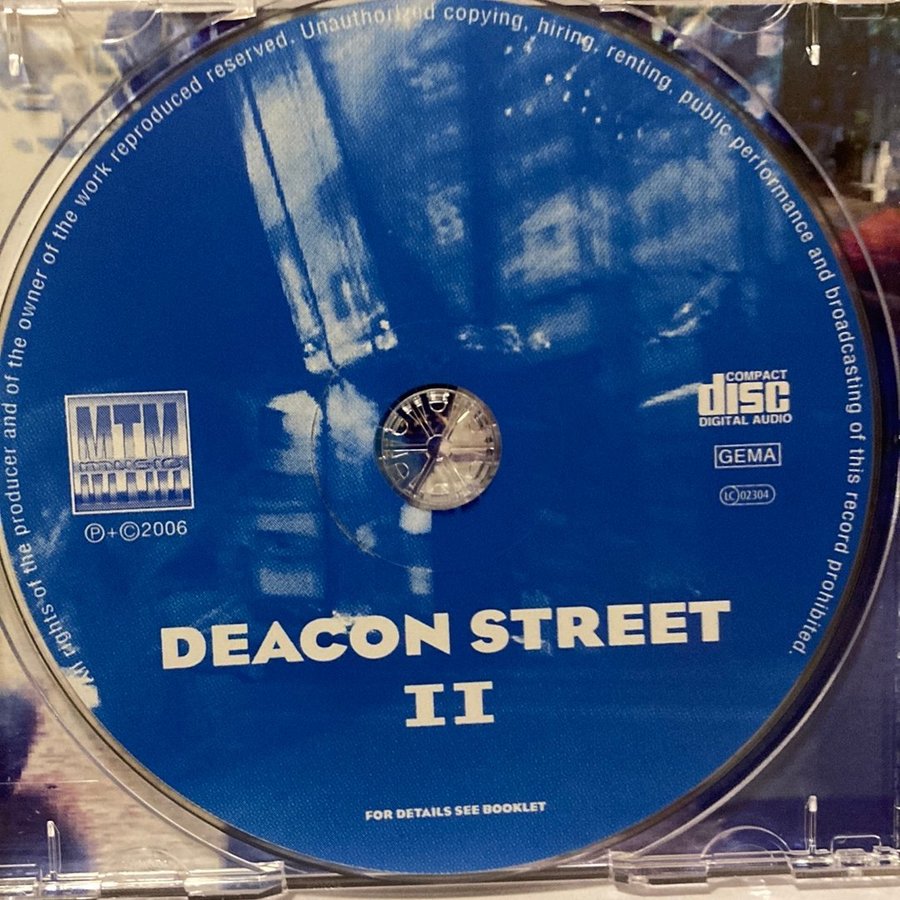 All rights of the producer and of the owner of the work reproduced reserved. Unauthorized copying, hiring, renting, public performance and broadcasting of this record prohibited.
MTM
music
℗+©2006
COMPACT
disc
DIGITAL AUDIO
GEMA
LC 02304
DEACON STREET
II
FOR DETAILS SEE BOOKLET